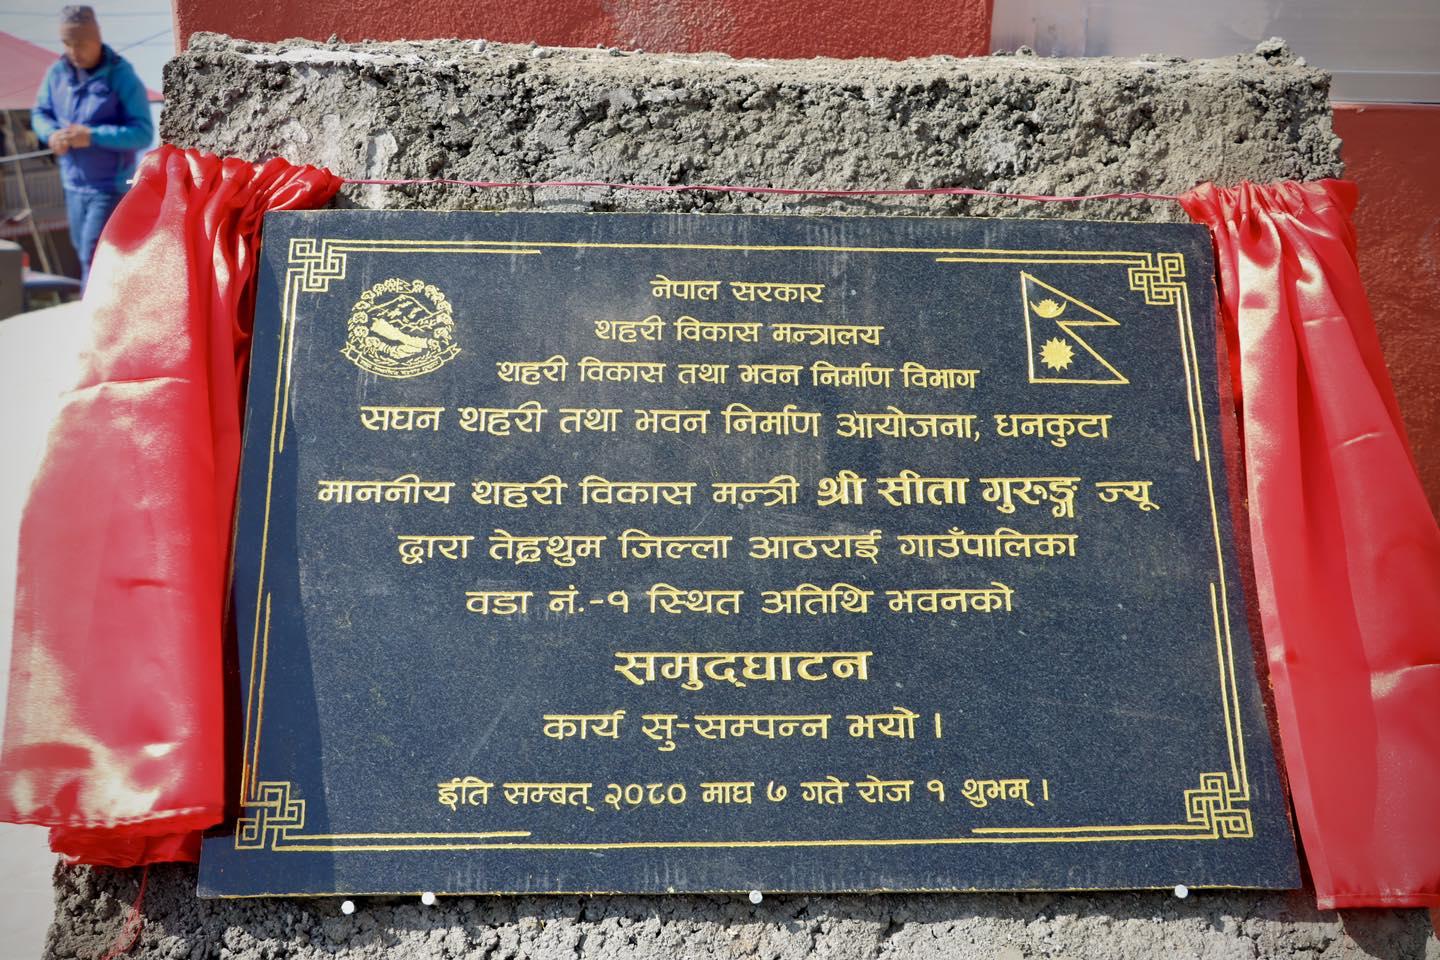 नेपाल सरकार
शहरी विकास मन्त्रालय
शहरी विकास तथा भवन निर्माण विभाग
सघन शहरी तथा भवन निर्माण आयोजना, धनकुटा
माननीय शहरी विकास मन्त्री श्री सीता गुरुङ्ग ज्यू
द्वारा तेह्रथुम जिल्ला आठराई गाउँपालिका
वडा नं.-१ स्थित अतिथि भवनको
समुद्घाटन
कार्य सु-सम्पन्न भयो ।
ईति सम्बत् २०८० माघ ७ गते रोज १ शुभम् ।